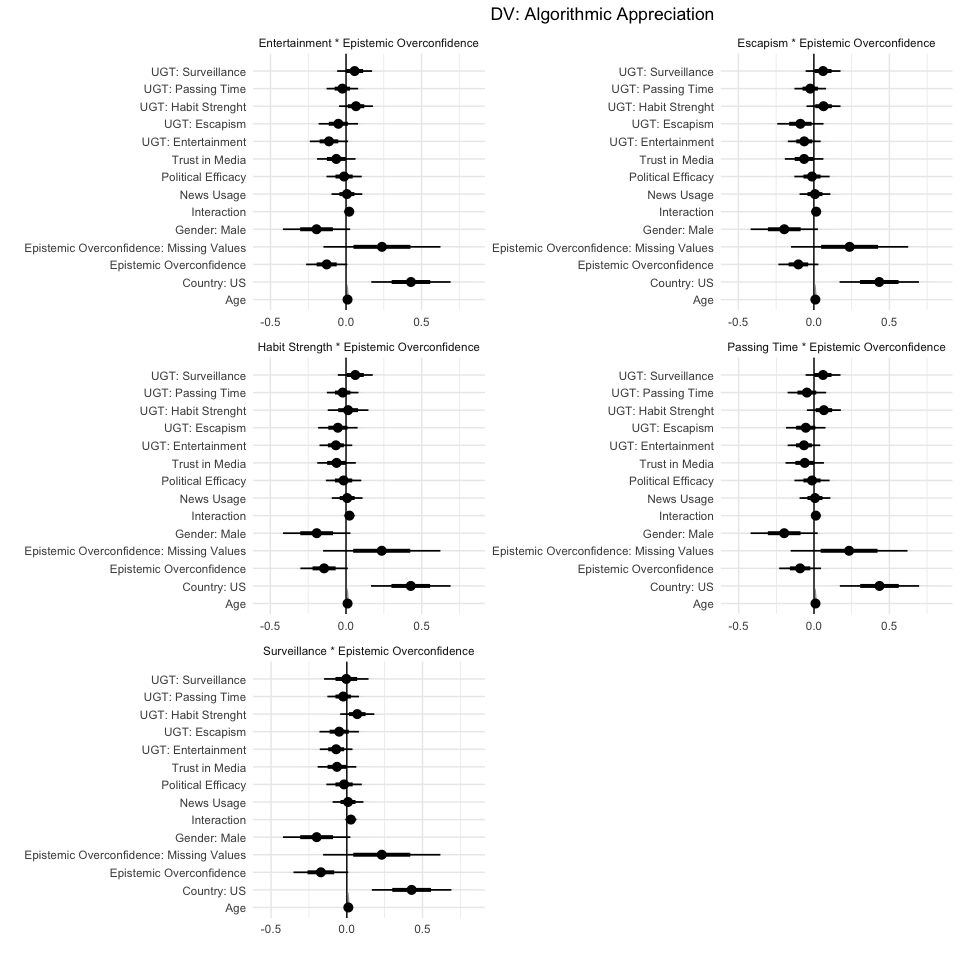 DV: Algorithmic Appreciation
Entertainment * Epistemic Overconfidence
UGT: Surveillance
UGT: Passing Time
UGT: Habit Strenght
UGT: Escapism
UGT: Entertainment
Trust in Media
Political Efficacy
News Usage
Interaction
Gender: Male
Epistemic Overconfidence: Missing Values
Epistemic Overconfidence
Country: US
Age
-0.5 0.0 0.5
Escapism * Epistemic Overconfidence
UGT: Surveillance
UGT: Passing Time
UGT: Habit Strenght
UGT: Escapism
UGT: Entertainment
Trust in Media
Political Efficacy
News Usage
Interaction
Gender: Male
Epistemic Overconfidence: Missing Values
Epistemic Overconfidence
Country: US
Age
-0.5 0.0 0.5
Habit Strength * Epistemic Overconfidence
UGT: Surveillance
UGT: Passing Time
UGT: Habit Strenght
UGT: Escapism
UGT: Entertainment
Trust in Media
Political Efficacy
News Usage
Interaction
Gender: Male
Epistemic Overconfidence: Missing Values
Epistemic Overconfidence
Country: US
Age
-0.5 0.0 0.5
Passing Time * Epistemic Overconfidence
UGT: Surveillance
UGT: Passing Time
UGT: Habit Strenght
UGT: Escapism
UGT: Entertainment
Trust in Media
Political Efficacy
News Usage
Interaction
Gender: Male
Epistemic Overconfidence: Missing Values
Epistemic Overconfidence
Country: US
Age
-0.5 0.0 0.5
Surveillance * Epistemic Overconfidence
UGT: Surveillance
UGT: Passing Time
UGT: Habit Strenght
UGT: Escapism
UGT: Entertainment
Trust in Media
Political Efficacy
News Usage
Interaction
Gender: Male
Epistemic Overconfidence: Missing Values
Epistemic Overconfidence
Country: US
Age
-0.5 0.0 0.5